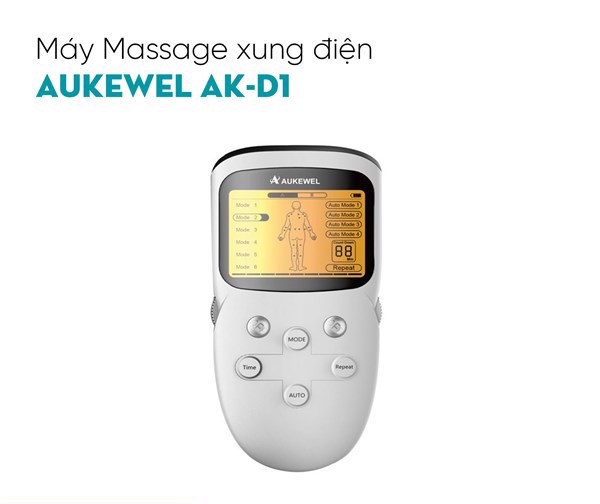 Máy Massage xung điện
AUKEWEL AK-D1
AUKEWEL
Mode 1
Mode 2
Mode 3
Mode 4
Mode 5
Mode 6
Auto Mode 1
Auto Mode 2
Auto Mode 3
Auto Mode 4
Count Down
88
Repeat
MODE
Time
Repeat
AUTO